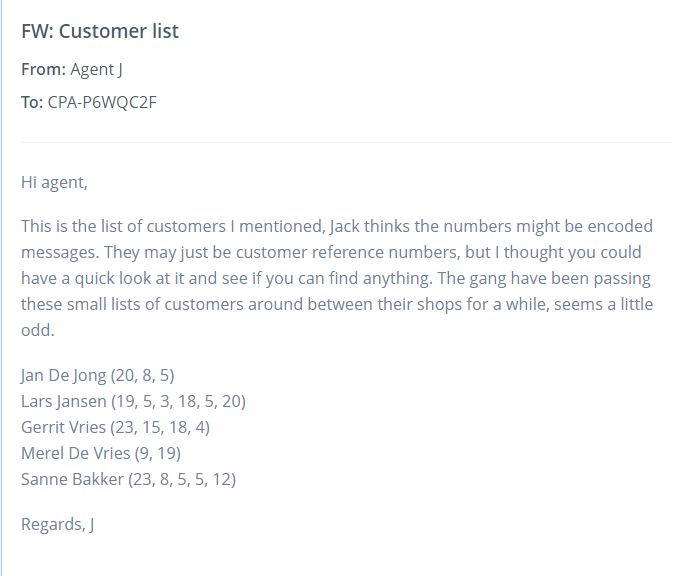 FW: Customer list
From: Agent J
To: CPA-P6WQC2F
Hi agent,
This is the list of customers I mentioned, Jack thinks the numbers might be encoded
messages. They may just be customer reference numbers, but I thought you could
have a quick look at it and see if you can find anything. The gang have been passing
these small lists of customers around between their shops for a while, seems a little
odd.
Jan De Jong (20, 8, 5)
Lars Jansen (19, 5, 3, 18, 5, 20)
Gerrit Vries (23, 15, 18, 4)
Merel De Vries (9, 19)
Sanne Bakker (23, 8, 5, 5, 12)
Regards, J